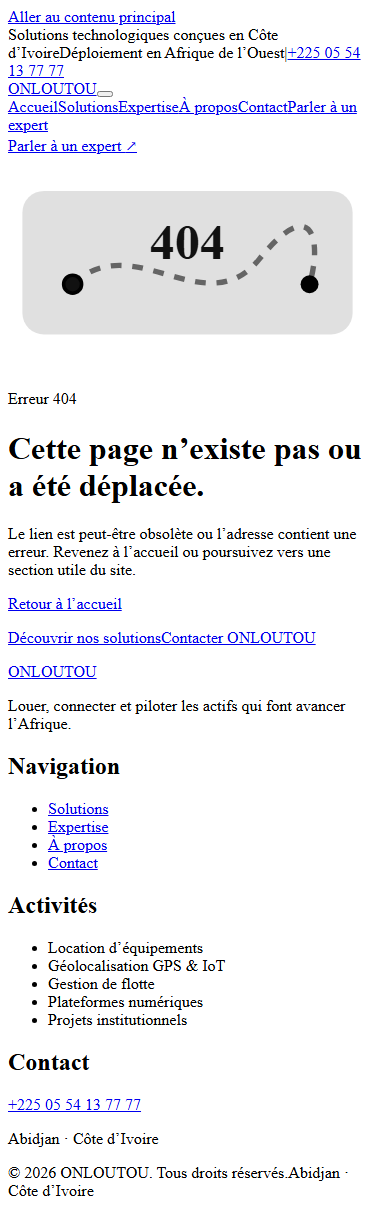 Aller au contenu principal
Solutions technologiques conçues en Côte
d’IvoireDéploiement en Afrique de l’Ouest|+225 05 54
13 77 77
ONLOUTOU
AccueilSolutionsExpertiseÀ proposContactParler à un
expert
Parler à un expert ↗
404
Erreur 404
Cette page n’existe pas ou
a été déplacée.
Le lien est peut-être obsolète ou l’adresse contient une
erreur. Revenez à l’accueil ou poursuivez vers une
section utile du site.
Retour à l’accueil
Découvrir nos solutionsContacter ONLOUTOU
ONLOUTOU
Louer, connecter et piloter les actifs qui font avancer
l’Afrique.
Navigation
Solutions
Expertise
À propos
Contact
Activités
Location d’équipements
Géolocalisation GPS & IoT
Gestion de flotte
Plateformes numériques
Projets institutionnels
Contact
+225 05 54 13 77 77
Abidjan · Côte d’Ivoire
© 2026 ONLOUTOU. Tous droits réservés.Abidjan ·
Côte d’Ivoire